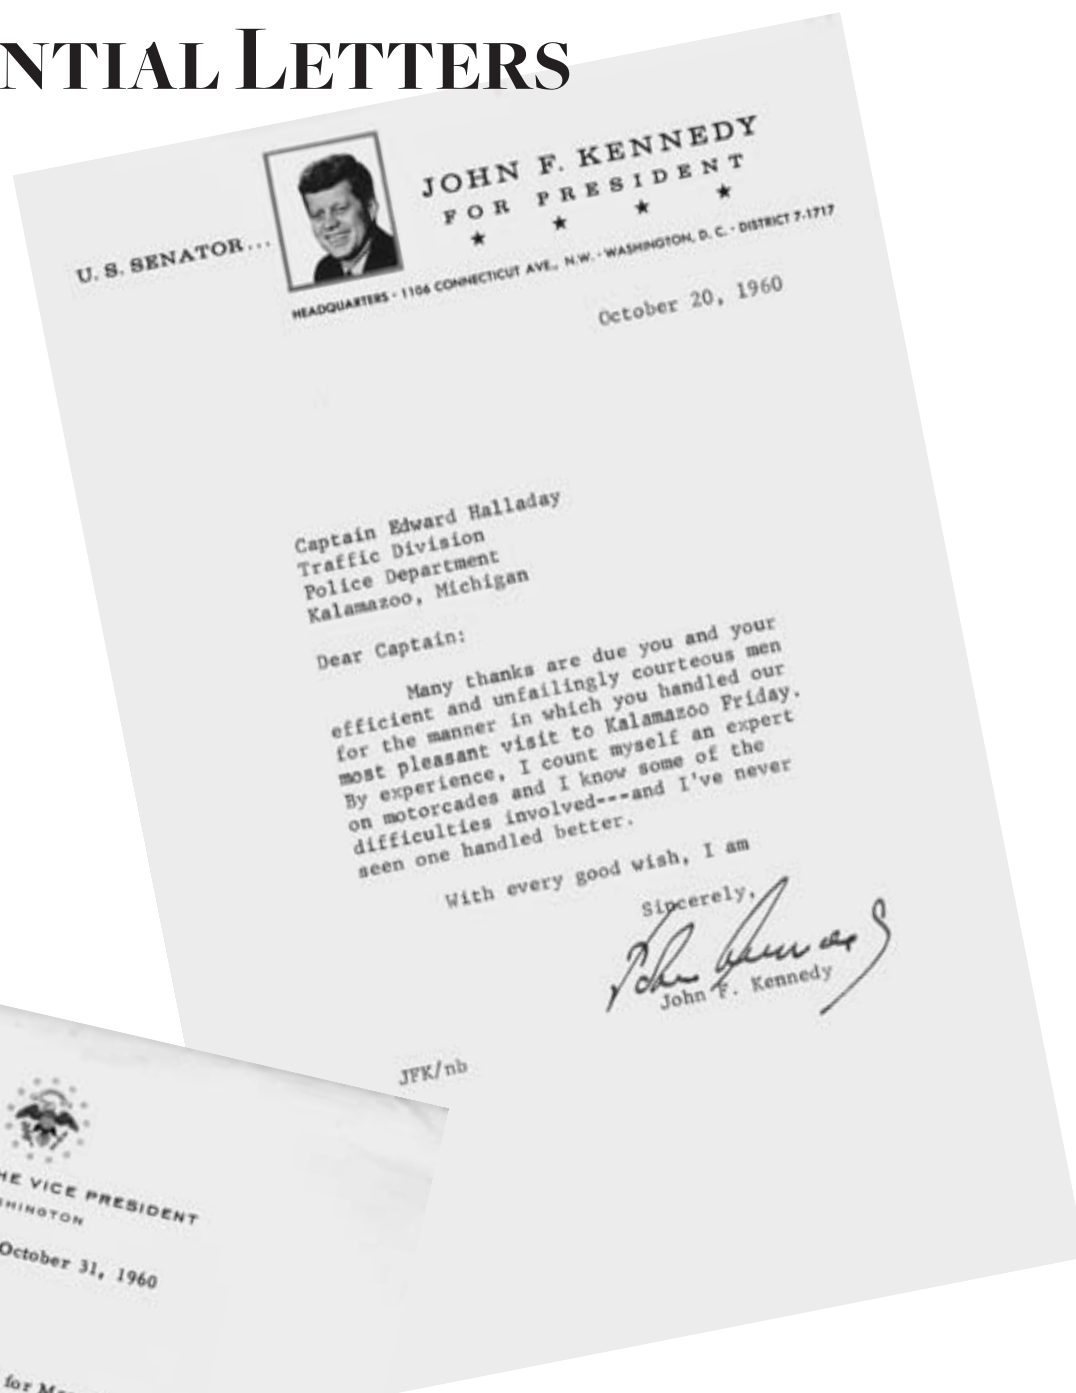 NTIAL LETTERS
U. S. SENATOR...
JOHN F. KENNEDY
FOR PRESIDENT
HEADQUARTERS · 1106 CONNECTICUT AVE., N.W. · WASHINGTON, D. C. · DISTRICT 7-1717
October 20, 1960
Captain Edward Halladay
Traffic Division
Police Department
Kalamazoo, Michigan
Dear Captain:
Many thanks are due you and your
efficient and unfailingly courteous men
for the manner in which you handled our
most pleasant visit to Kalamazoo Friday.
By experience, I count myself an expert
on motorcades and I know some of the
difficulties involved---and I've never
seen one handled better.
With every good wish, I am
Sincerely,
John Kennedy
John F. Kennedy
JFK/nb
HE VICE PRESIDENT
SHINGTON
October 31, 1960
for